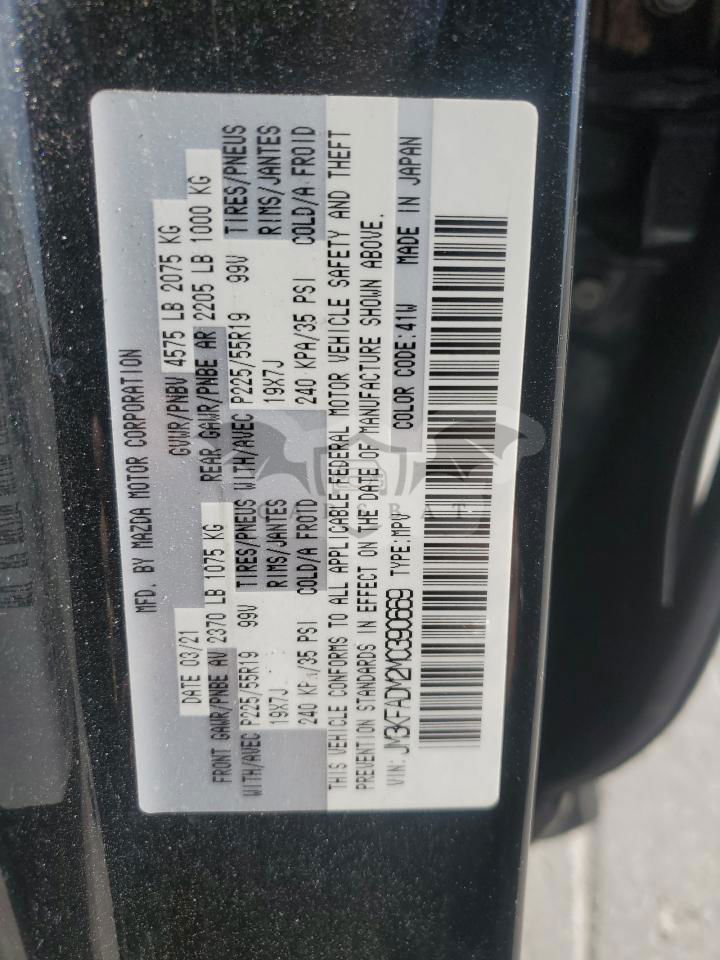 MFD. BY MAZDA MOTOR CORPORATION
DATE 03/21 GVWR/PNBV 4575 LB 2075 KG
FRONT GAWR/PNBE AV 2370 LB 1075 KG REAR GAWR/PNBE AR 2205 LB 1000 KG
WITH/AVEC P225/55R19 99V TIRES/PNEUS WITH/AVEC P225/55R19 99V TIRES/PNEUS
19X7J RIMS/JANTES 19X7J RIMS/JANTES
240 KPA/35 PSI COLD/A FROID 240 KPA/35 PSI COLD/A FROID
THIS VEHICLE CONFORMS TO ALL APPLICABLE FEDERAL MOTOR VEHICLE SAFETY AND THEFT
PREVENTION STANDARDS IN EFFECT ON THE DATE OF MANUFACTURE SHOWN ABOVE.
VIN: JM3KFADM2M0390669 TYPE:MPV COLOR CODE:41W MADE IN JAPAN